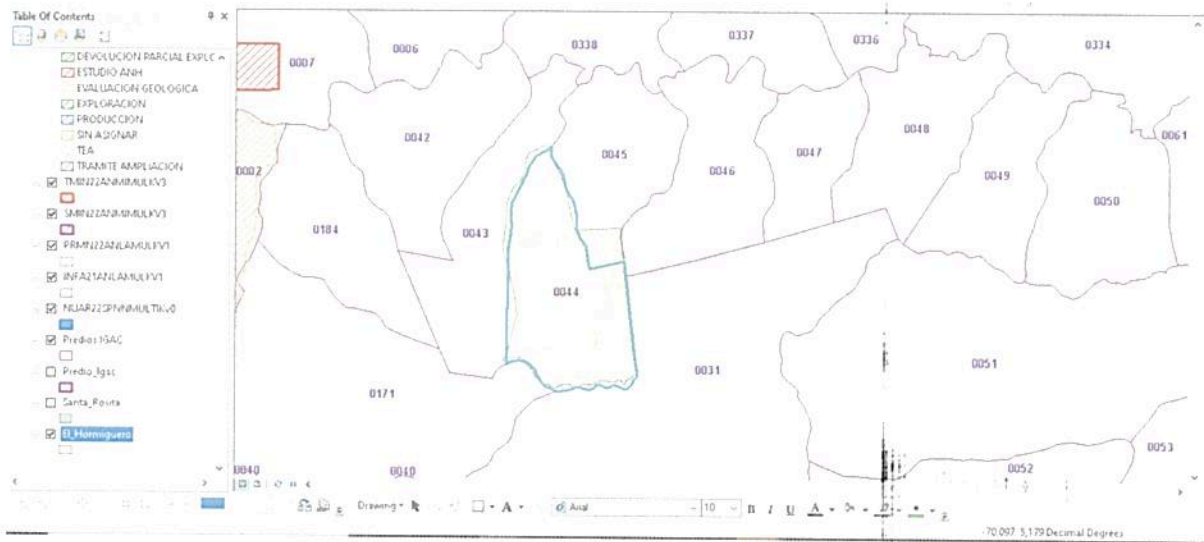 Table Of Contents
DEVOLUCION PARCIAL EXPLC
ESTUDIO ANH
EVALUACION GEOLOGICA
EXPLORACION
PRODUCCION
SIN ASIGNAR
TEA
TRAMITE AMPLIACION
TMIN22ANMIMULKV3
SMIN22ANMIMULKV3
PRMN22ANLAMULKV1
INFA21ANLAMULKV1
NUAR22SPNNMULTIKV0
Predios IGAC
Predio_Igac
Santa_Rosita
El_Hormiguero
0007
0006
0338
0337
0336
0334
0042
0045
0046
0047
0048
0061
0002
0049
0050
0184
0043
0044
0031
0051
0171
0040
0040
0053
0052
Drawing
A
Arial
10
B I U A
-70,097 5,179 Decimal Degrees